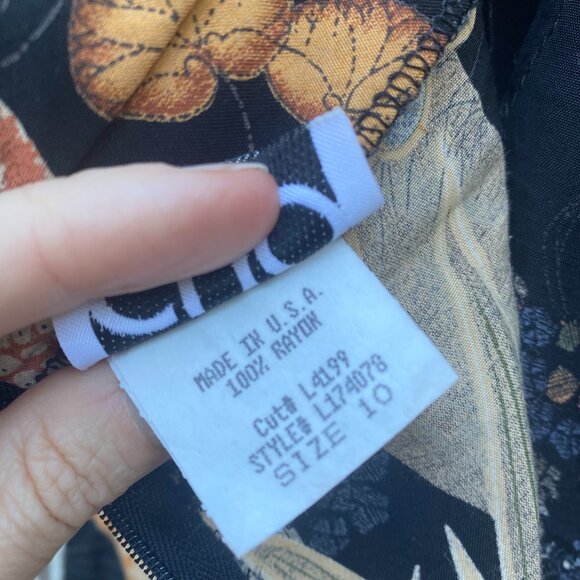 MADE IN U.S.A.
100% RAYON
Cut# L4199
STYLE# L174078
SIZE 10